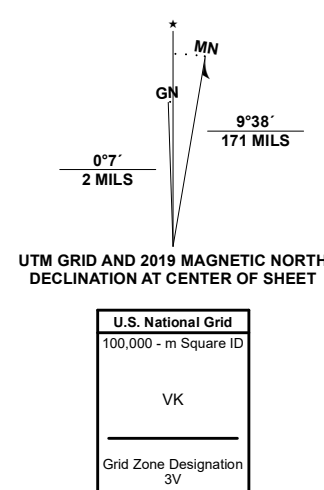 ★
MN
GN
9°38´
171 MILS
0°7´
2 MILS
UTM GRID AND 2019 MAGNETIC NORTH
DECLINATION AT CENTER OF SHEET
U.S. National Grid
100,000 - m Square ID
VK
Grid Zone Designation
3V